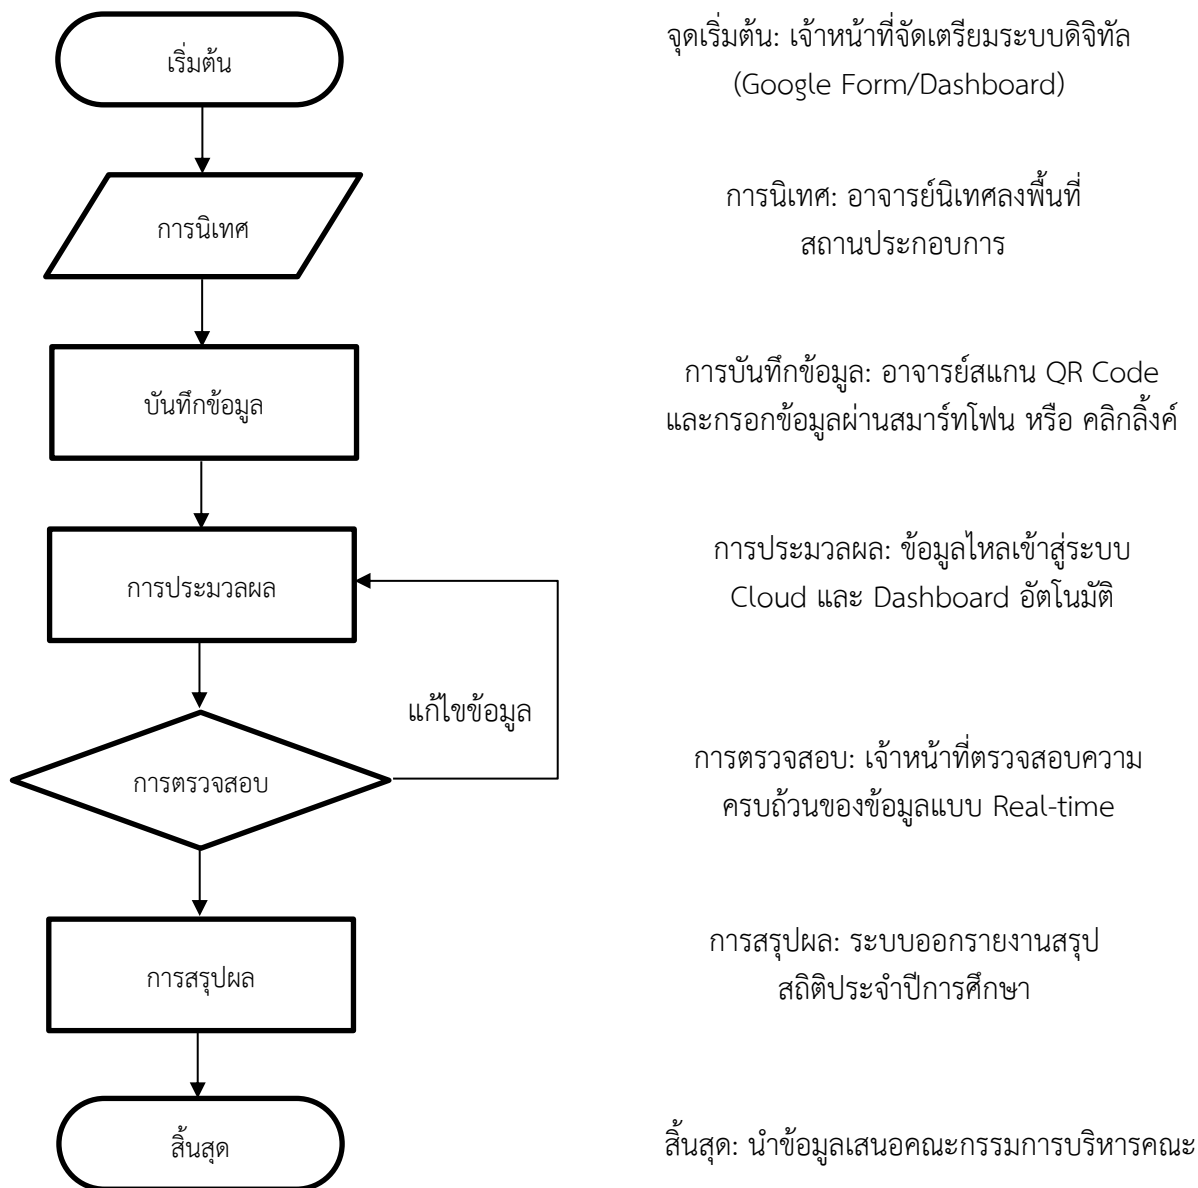 เริ่มต้น
จุดเริ่มต้น: เจ้าหน้าที่จัดเตรียมระบบดิจิทัล
(Google Form/Dashboard)
การนิเทศ
การนิเทศ: อาจารย์นิเทศลงพื้นที่
สถานประกอบการ
บันทึกข้อมูล
การบันทึกข้อมูล: อาจารย์สแกน QR Code
และกรอกข้อมูลผ่านสมาร์ทโฟน หรือ คลิกลิ้งค์
การประมวลผล
การประมวลผล: ข้อมูลไหลเข้าสู่ระบบ
Cloud และ Dashboard อัตโนมัติ
แก้ไขข้อมูล
การตรวจสอบ
การตรวจสอบ: เจ้าหน้าที่ตรวจสอบความ
ครบถ้วนของข้อมูลแบบ Real-time
การสรุปผล
การสรุปผล: ระบบออกรายงานสรุป
สถิติประจำปีการศึกษา
สิ้นสุด
สิ้นสุด: นำข้อมูลเสนอคณะกรรมการบริหารคณะ